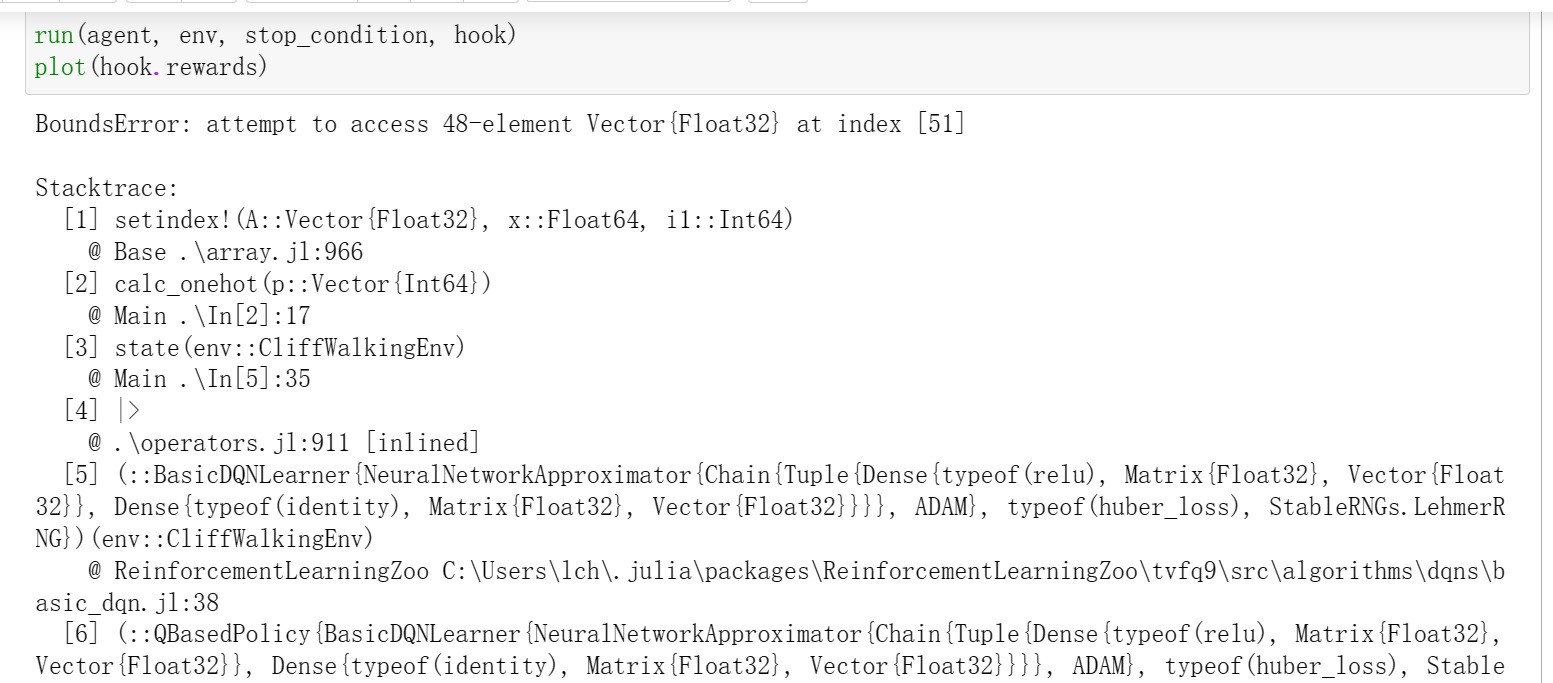 run(agent, env, stop_condition, hook)
plot(hook.rewards)
BoundsError: attempt to access 48-element Vector{Float32} at index [51]
Stacktrace:
[1] setindex!(A::Vector{Float32}, x::Float64, i1::Int64)
@ Base .\array.jl:966
[2] calc_onehot(p::Vector{Int64})
@ Main .\In[2]:17
[3] state(env::CliffWalkingEnv)
@ Main .\In[5]:35
[4] |>
@ .\operators.jl:911 [inlined]
[5] (::BasicDQNLearner{NeuralNetworkApproximator{Chain{Tuple{Dense{typeof(relu), Matrix{Float32}, Vector{Float
32}}, Dense{typeof(identity), Matrix{Float32}, Vector{Float32}}}}, ADAM}, typeof(huber_loss), StableRNGs.LehmerR
NG})(env::CliffWalkingEnv)
@ ReinforcementLearningZoo C:\Users\lch\.julia\packages\ReinforcementLearningZoo\tvfq9\src\algorithms\dqns\b
asic_dqn.jl:38
[6] (::QBasedPolicy{BasicDQNLearner{NeuralNetworkApproximator{Chain{Tuple{Dense{typeof(relu), Matrix{Float32},
Vector{Float32}}, Dense{typeof(identity), Matrix{Float32}, Vector{Float32}}}}, ADAM}, typeof(huber_loss), Stable